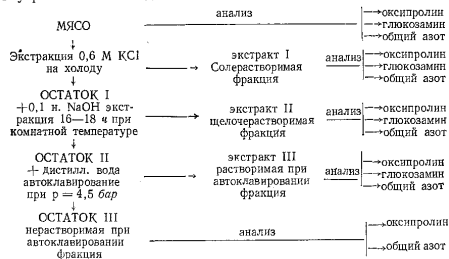 анализ
МЯСО
оксипролин
глюкозамин
общий азот
Экстракция 0,6 М KCl
на холоду
экстракт I
Солерастворимая
фракция
анализ
оксипролин
глюкозамин
общий азот
ОСТАТОК I
+0,1 н. NaOH экст-
ракция 16—18 ч при
комнатной температуре
экстракт II
щелочерастворимая
фракция
анализ
оксипролин
глюкозамин
общий азот
ОСТАТОК II
+ дистилл. вода
автоклавирование
при р = 4,5 бар
экстракт III
растворимая при
автоклавировании
фракция
анализ
оксипролин
глюкозамин
общий азот
ОСТАТОК III
нерастворимая при
автоклавировании
фракция
анализ
оксипролин
общий азот